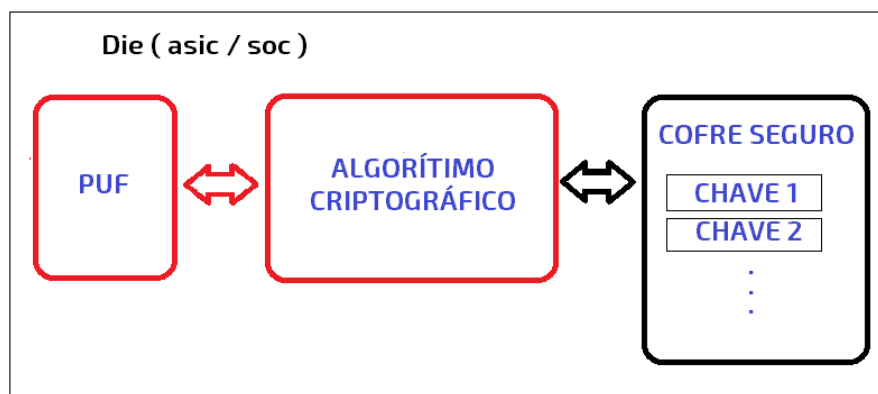 Die ( asic / soc )
PUF
ALGORÍTIMO
CRIPTOGRÁFICO
COFRE SEGURO
CHAVE 1
CHAVE 2
.
.
.